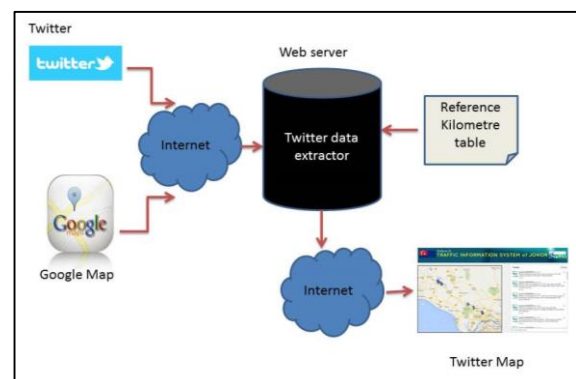 Twitter
twitter
Web server
Internet
Twitter data
extractor
Reference
Kilometre
table
Google
maps
Google Map
Internet
TRAFFIC INFORMATION SYSTEM of JOHOR
Twitter Map